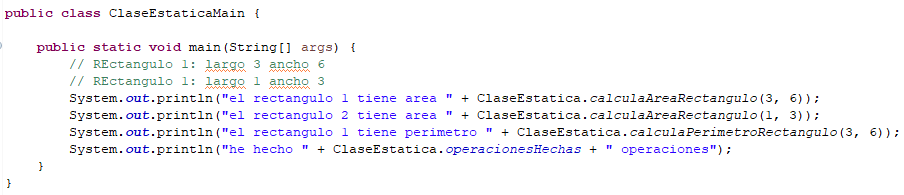 public class ClaseEstaticaMain {
public static void main(String[] args) {
// REctangulo 1: largo 3 ancho 6
// REctangulo 1: largo 1 ancho 3
System.out.println("el rectangulo 1 tiene area " + ClaseEstatica.calculaAreaRectangulo(3, 6));
System.out.println("el rectangulo 2 tiene area " + ClaseEstatica.calculaAreaRectangulo(1, 3));
System.out.println("el rectangulo 1 tiene perimetro " + ClaseEstatica.calculaPerimetroRectangulo(3, 6));
System.out.println("he hecho " + ClaseEstatica.operacionesHechas + " operaciones");
}
}